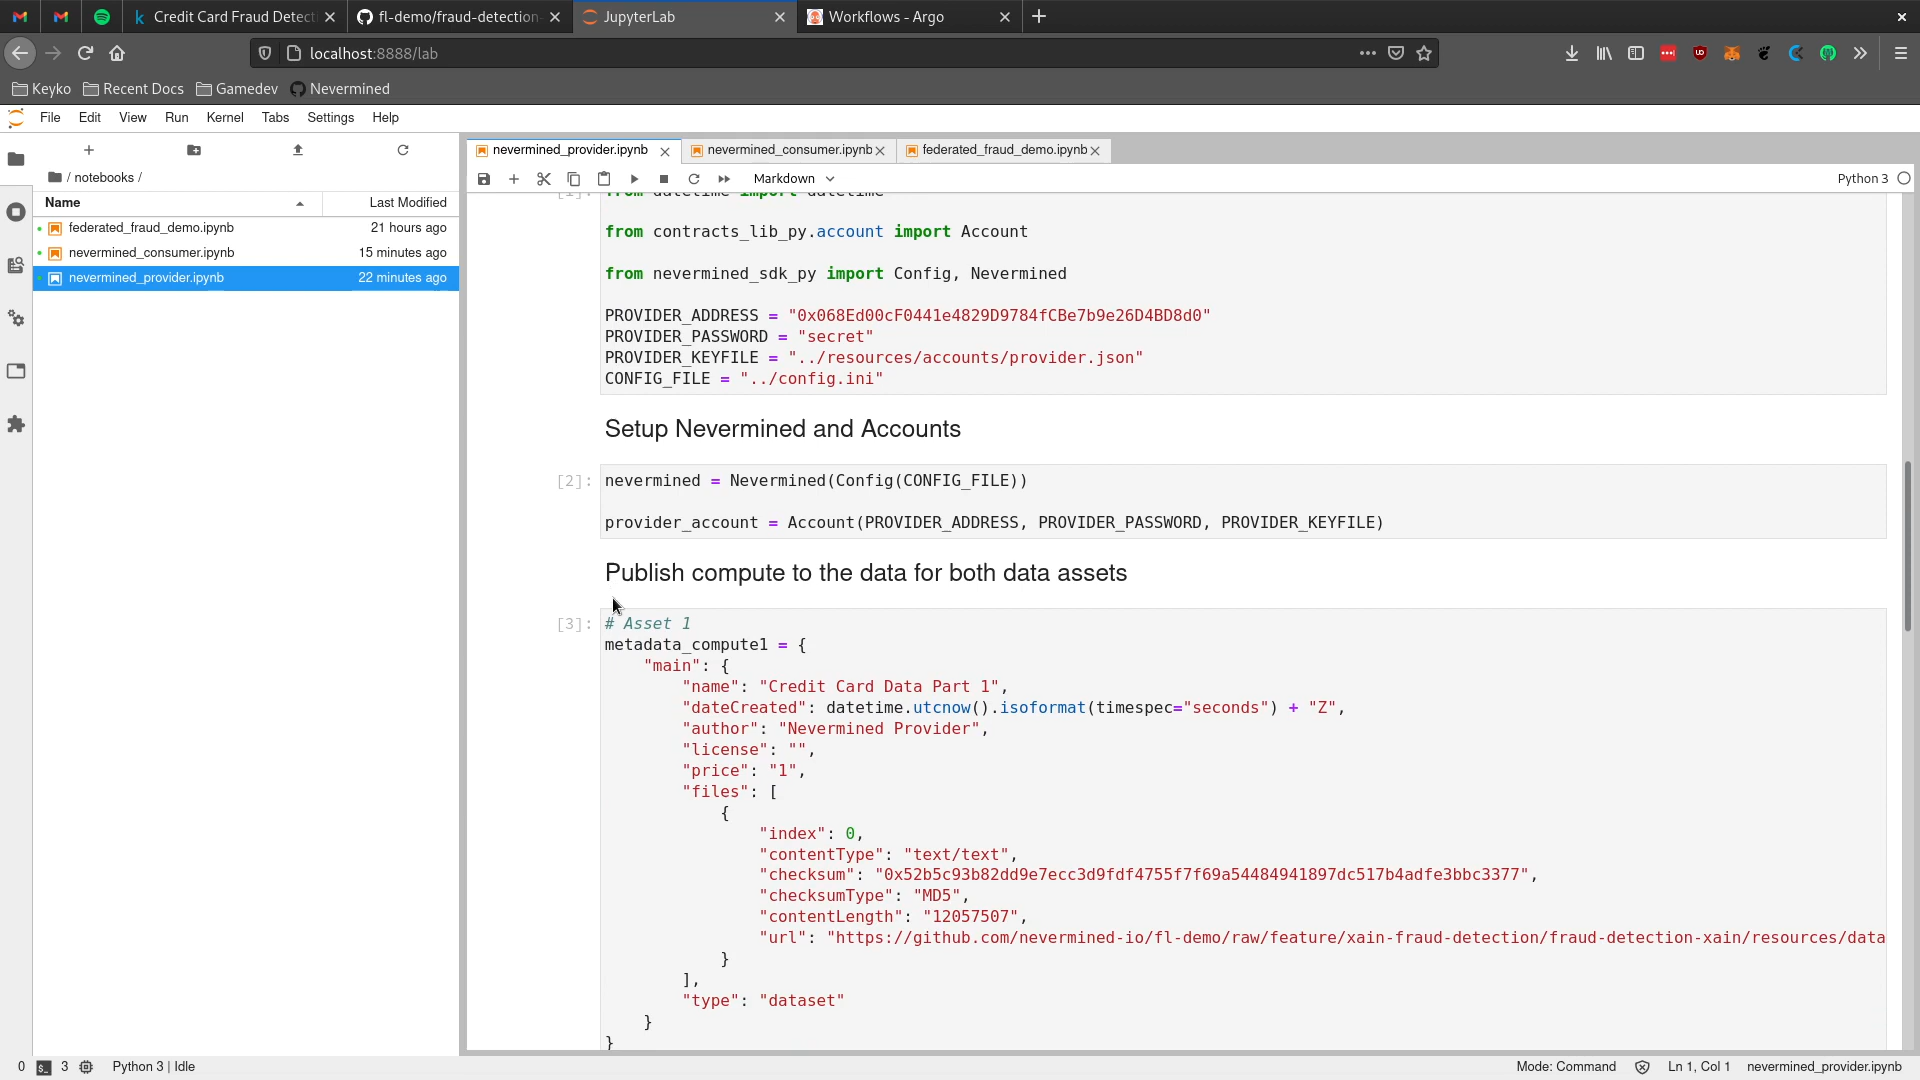 Credit Card Fraud Detect
fl-demo/fraud-detection-
JupyterLab
Workflows - Argo
localhost:8888/lab
Keyko
Recent Docs
Gamedev
Nevermined
File
Edit
View
Run
Kernel
Tabs
Settings
Help
/ notebooks /
Name
Last Modified
federated_fraud_demo.ipynb
21 hours ago
nevermined_consumer.ipynb
15 minutes ago
nevermined_provider.ipynb
22 minutes ago
nevermined_provider.ipynb
nevermined_consumer.ipynb
federated_fraud_demo.ipynb
Markdown
Python 3
[1]: from datetime import datetime
from contracts_lib_py.account import Account
from nevermined_sdk_py import Config, Nevermined
PROVIDER_ADDRESS = "0x068Ed00cF0441e4829D9784fCBe7b9e26D4BD8d0"
PROVIDER_PASSWORD = "secret"
PROVIDER_KEYFILE = "../resources/accounts/provider.json"
CONFIG_FILE = "../config.ini"
Setup Nevermined and Accounts
[2]: nevermined = Nevermined(Config(CONFIG_FILE))
provider_account = Account(PROVIDER_ADDRESS, PROVIDER_PASSWORD, PROVIDER_KEYFILE)
Publish compute to the data for both data assets
[3]: # Asset 1
metadata_compute1 = {
"main": {
"name": "Credit Card Data Part 1",
"dateCreated": datetime.utcnow().isoformat(timespec="seconds") + "Z",
"author": "Nevermined Provider",
"license": "",
"price": "1",
"files": [
{
"index": 0,
"contentType": "text/text",
"checksum": "0x52b5c93b82dd9e7ecc3d9fdf4755f7f69a54484941897dc517b4adfe3bbc3377",
"checksumType": "MD5",
"contentLength": "12057507",
"url": "https://github.com/nevermined-io/fl-demo/raw/feature/xain-fraud-detection/fraud-detection-xain/resources/data
}
],
"type": "dataset"
}
}
0
3
Python 3 | Idle
Mode: Command
Ln 1, Col 1
nevermined_provider.ipynb